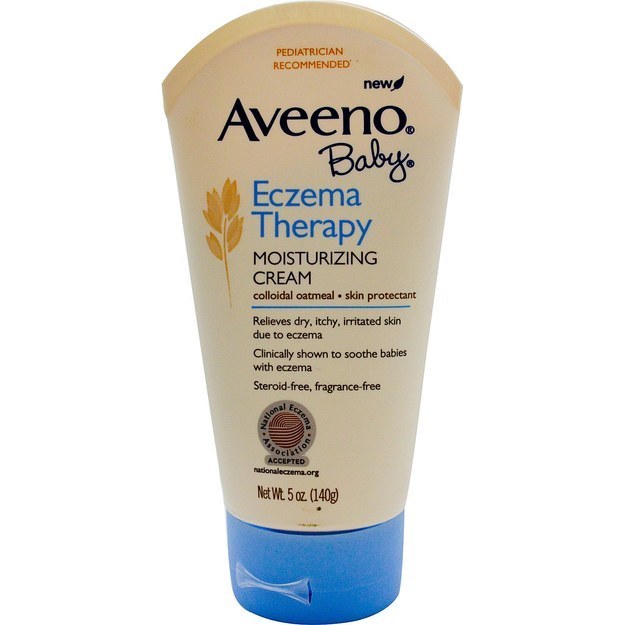 PEDIATRICIAN
RECOMMENDED*
new
Aveeno®
Baby®
Eczema
Therapy
MOISTURIZING
CREAM
colloidal oatmeal • skin protectant
Relieves dry, itchy, irritated skin
due to eczema
Clinically shown to soothe babies
with eczema
Steroid-free, fragrance-free
• National Eczema •
Association
ACCEPTED
nationaleczema.org
Net Wt. 5 oz. (140g)